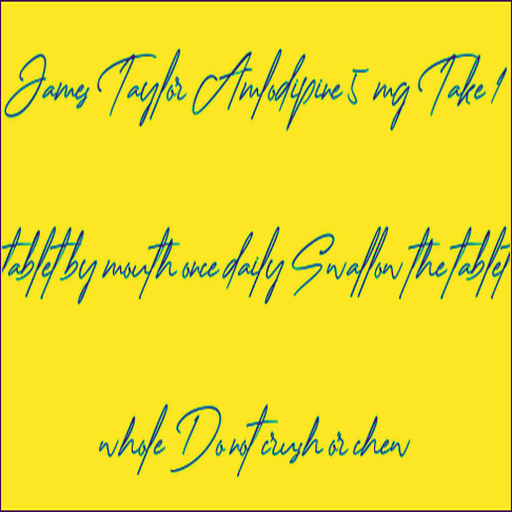 James Taylor Amlodipine 5 mg Take 1
tablet by mouth once daily Swallow the tablet
whole Do not crush or chew